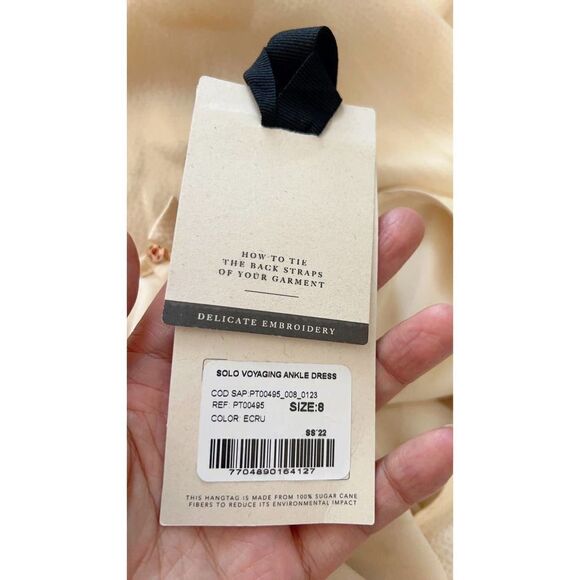 HOW TO TIE
THE BACK STRAPS
OF YOUR GARMENT
DELICATE EMBROIDERY
SOLO VOYAGING ANKLE DRESS
COD SAP:PT00495_008_0123
REF: PT00495 SIZE:8
COLOR: ECRU
SS'22
7704890164127
THIS HANGTAG IS MADE FROM 100% SUGAR CANE
FIBERS TO REDUCE ITS ENVIRONMENTAL IMPACT